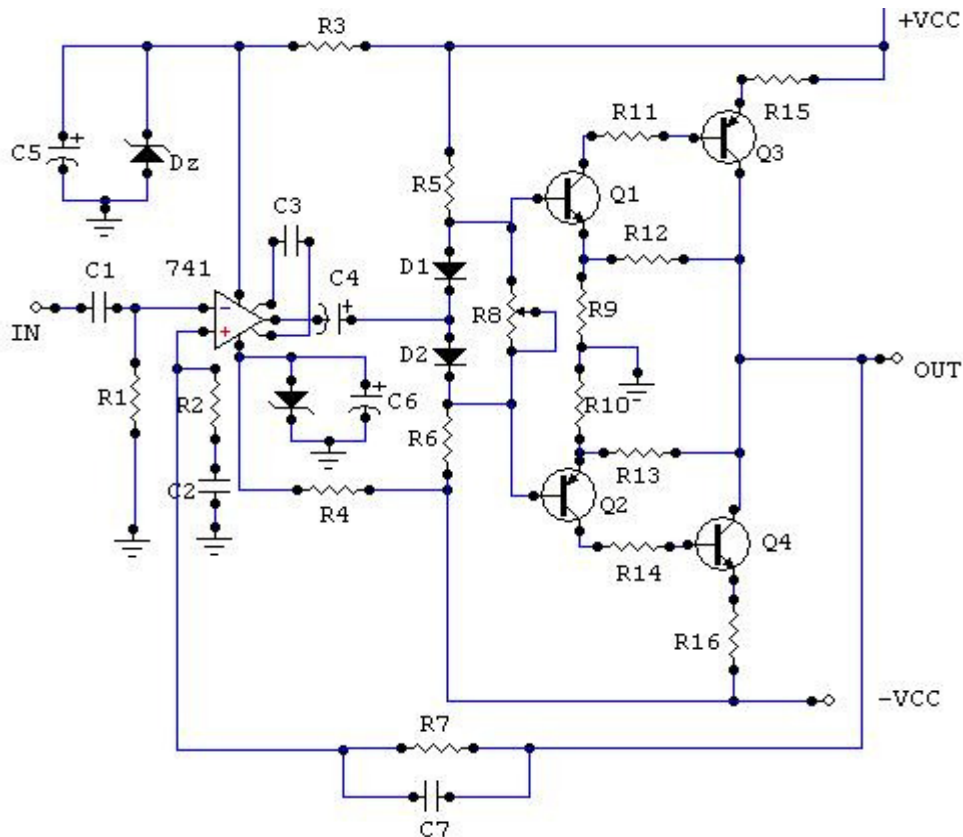 +VCC
R3
R15
R11
C5
Dz
Q3
R5
Q1
C3
R12
C1
741
C4
D1
IN
R8
R9
D2
OUT
R1
R2
C6
R10
R6
R13
C2
R4
Q2
Q4
R14
R16
-VCC
R7
C7